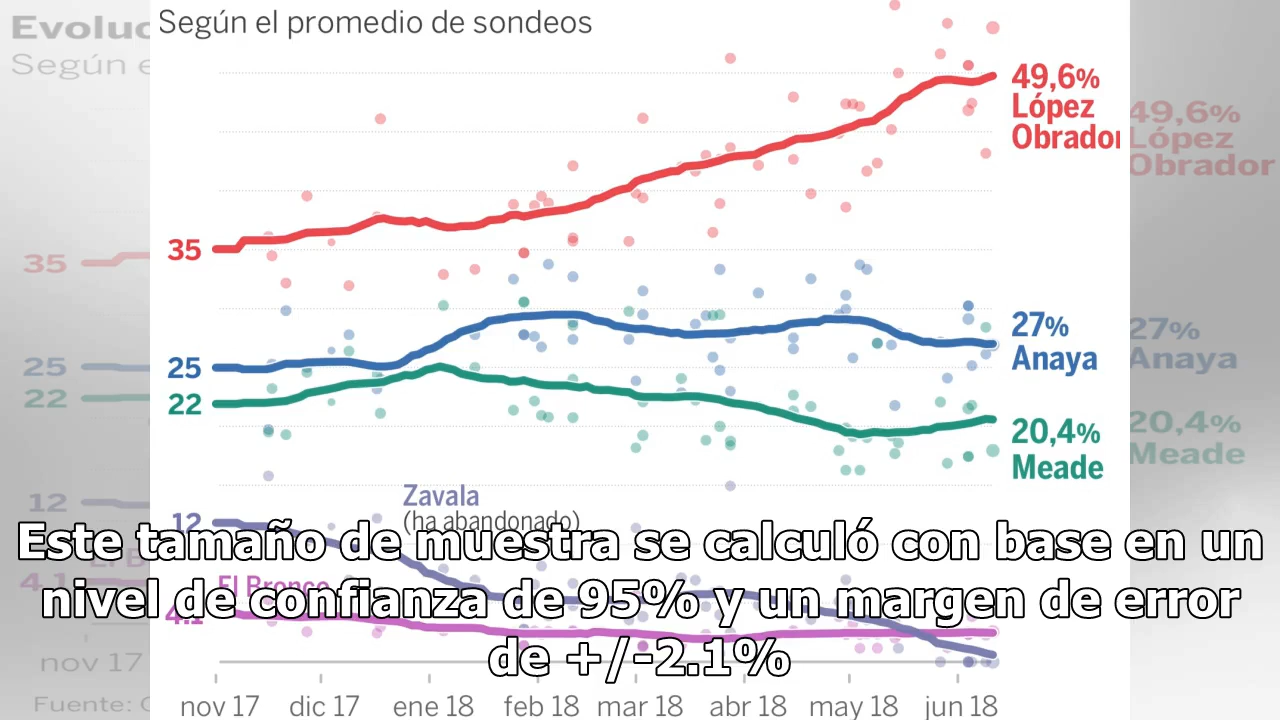 Evoluc
Según e
Según el promedio de sondeos
49,6%
López
Obrador
49,6%
López
Obrador
35
35
27%
Anaya
27%
Anaya
25
25
22
22
20,4%
Meade
20,4%
Meade
Zavala
(ha abandonado)
12
12
El B
El Bronco
4.1
4.1
Este tamaño de muestra se calculó con base en un
nivel de confianza de 95% y un margen de error
de +/-2.1%
nov 17
nov 17 dic 17 ene 18 feb 18 mar 18 abr 18 may 18 jun 18
Fuente: